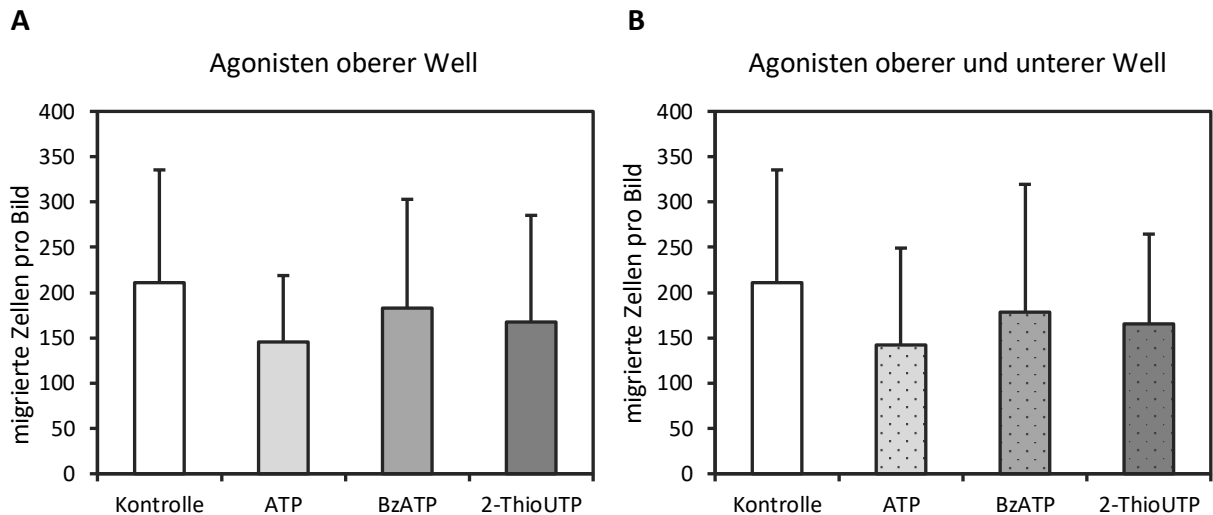 A
Agonisten oberer Well
migrierte Zellen pro Bild
400
350
300
250
200
150
100
50
0
Kontrolle ATP BzATP 2-ThioUTP
B
Agonisten oberer und unterer Well
migrierte Zellen pro Bild
400
350
300
250
200
150
100
50
0
Kontrolle ATP BzATP 2-ThioUTP